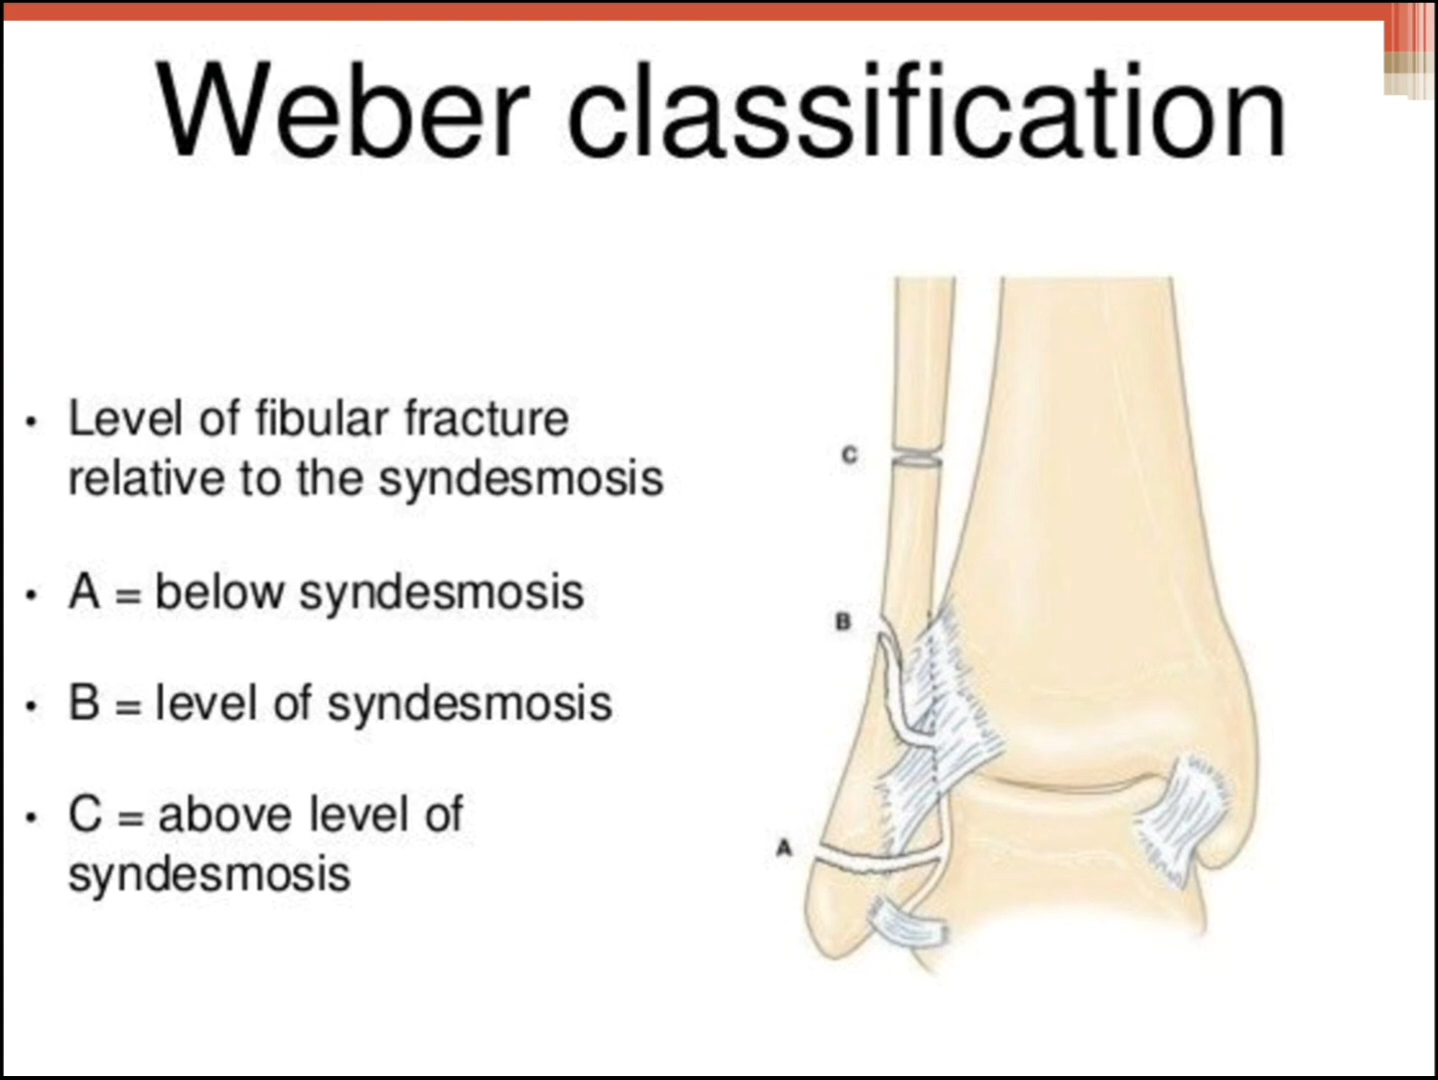 Weber classification
• Level of fibular fracture
relative to the syndesmosis
• A = below syndesmosis
• B = level of syndesmosis
• C = above level of
syndesmosis
C
B
A